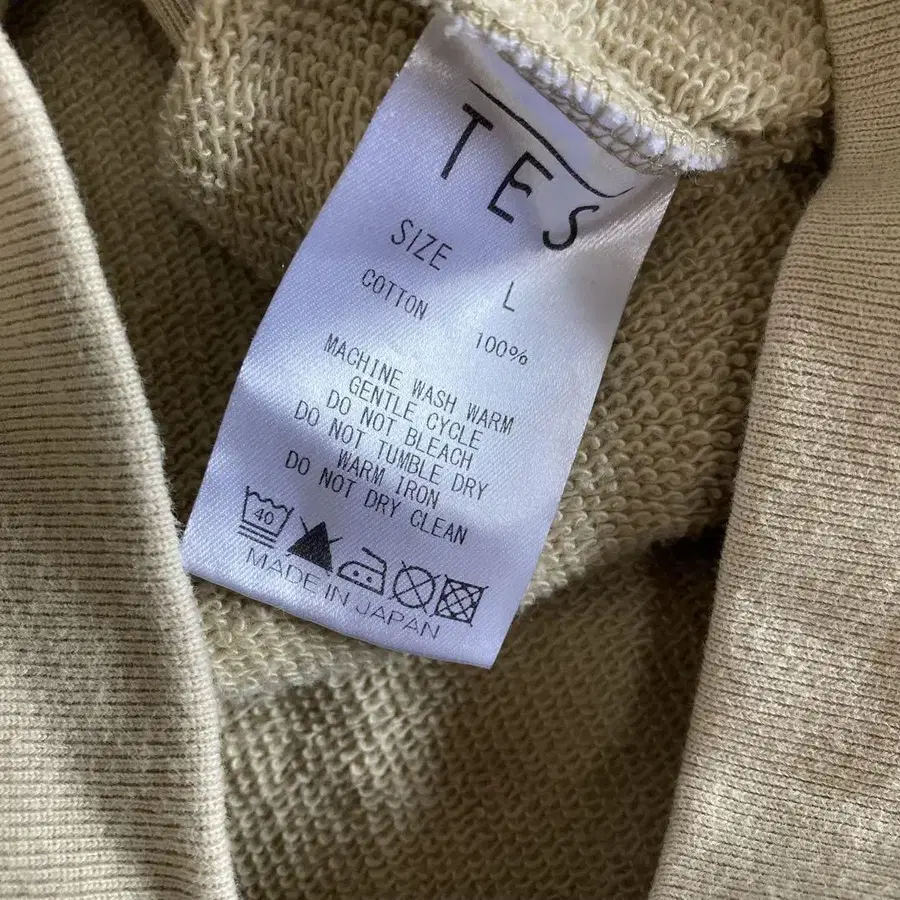 TES
SIZE L
COTTON 100%
MACHINE WASH WARM
GENTLE CYCLE
DO NOT BLEACH
DO NOT TUMBLE DRY
WARM IRON
DO NOT DRY CLEAN
40
MADE IN JAPAN